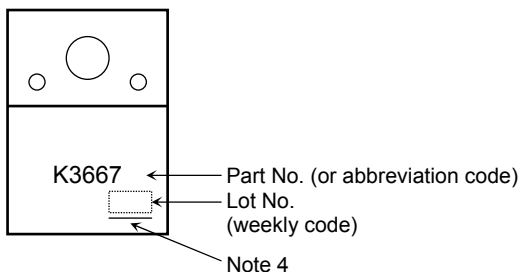 K3667
Part No. (or abbreviation code)
Lot No.
(weekly code)
Note 4